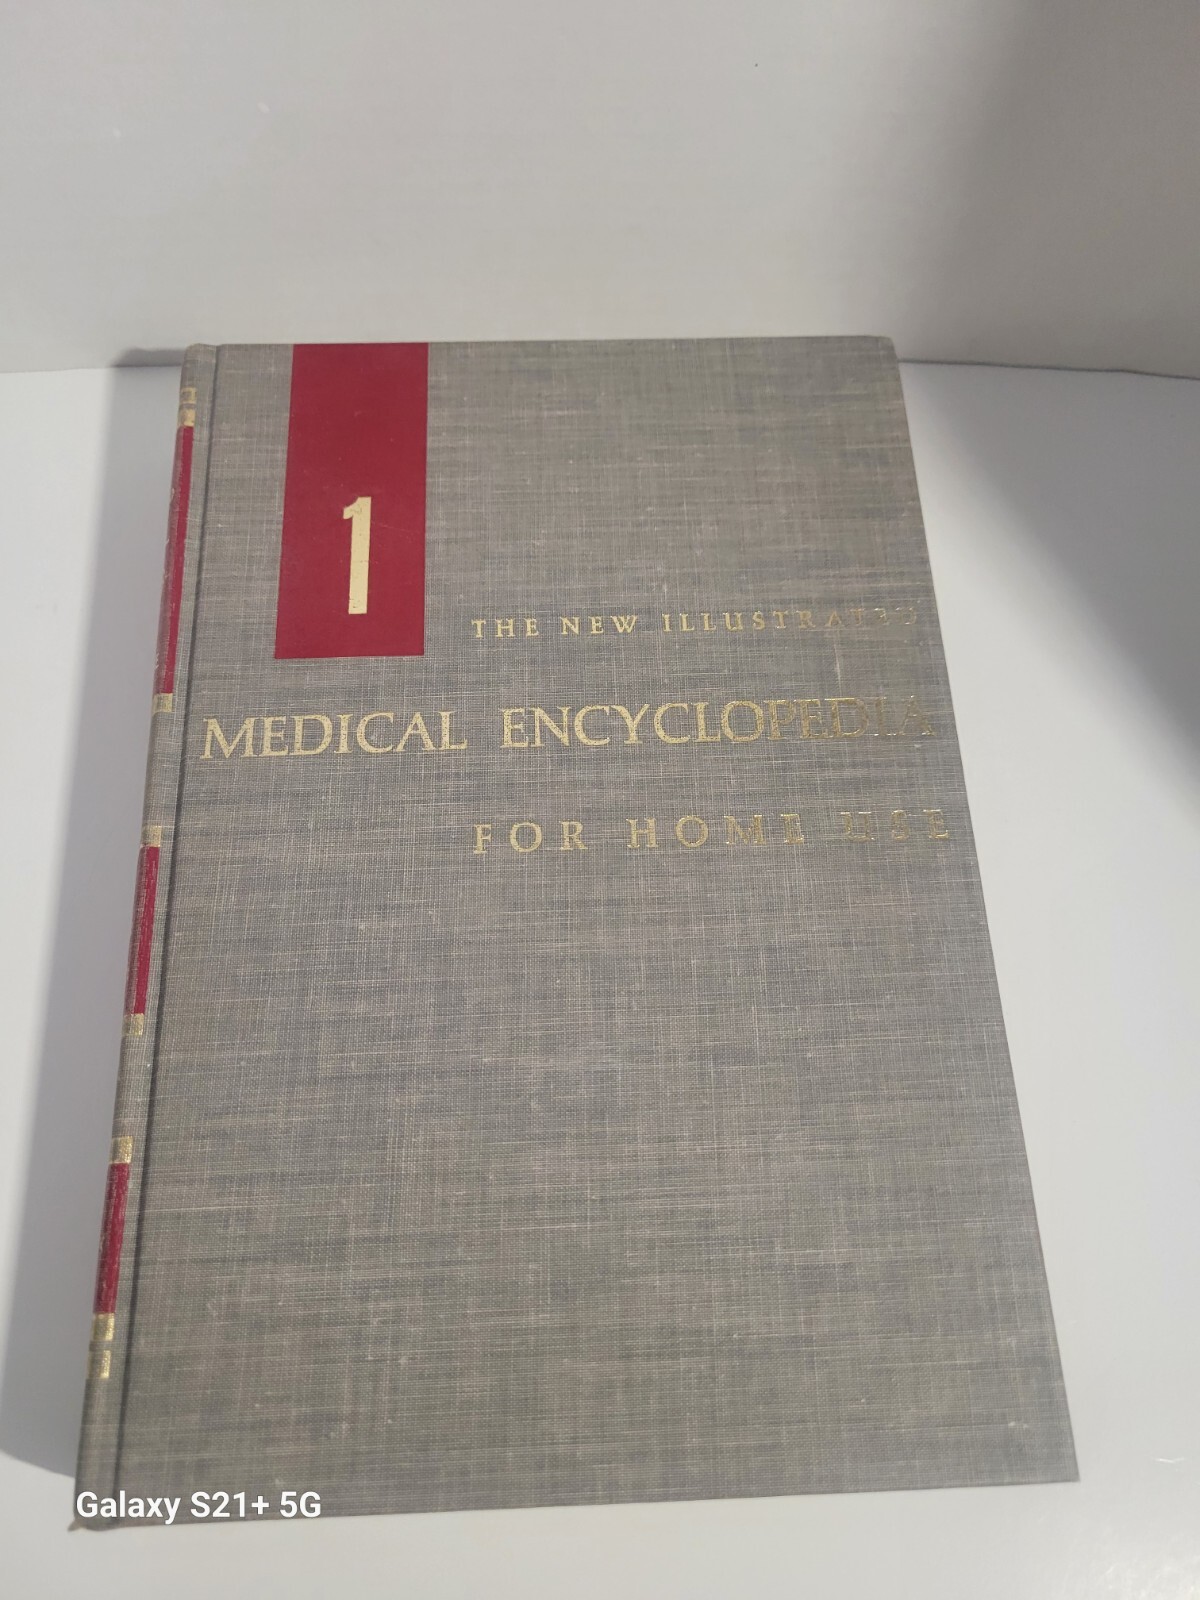 1
THE NEW ILLUSTRATED
MEDICAL ENCYCLOPEDIA
FOR HOME USE
Galaxy S21+ 5G